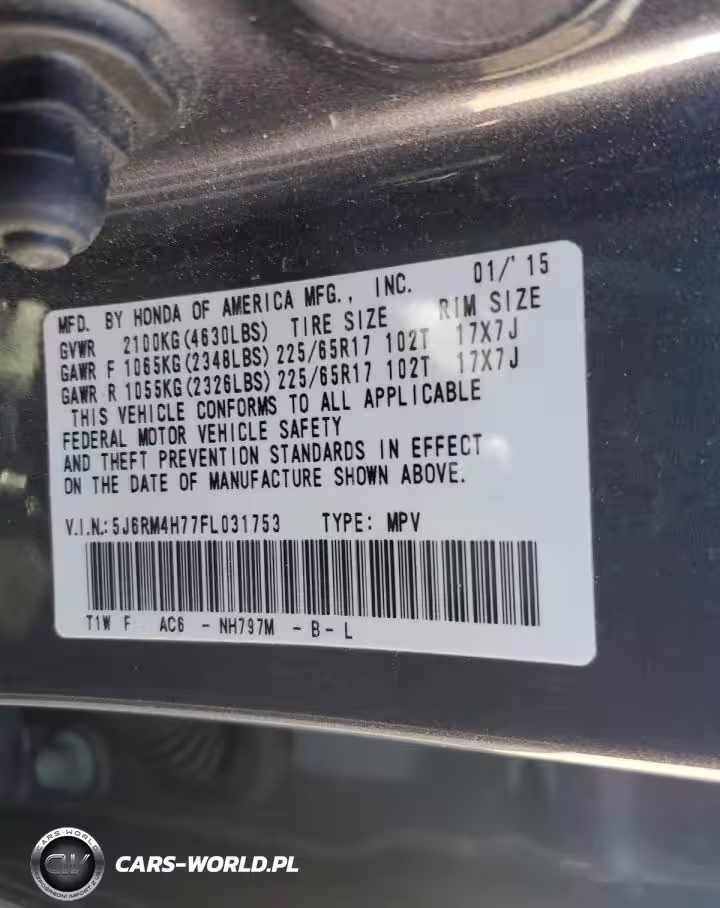 MFD. BY HONDA OF AMERICA MFG., INC. 01/'15
GVWR 2100KG(4630LBS) TIRE SIZE RIM SIZE
GAWR F 1065KG(2348LBS) 225/65R17 102T 17X7J
GAWR R 1055KG(2326LBS) 225/65R17 102T 17X7J
THIS VEHICLE CONFORMS TO ALL APPLICABLE
FEDERAL MOTOR VEHICLE SAFETY
AND THEFT PREVENTION STANDARDS IN EFFECT
ON THE DATE OF MANUFACTURE SHOWN ABOVE.
V.I.N.: 5J6RM4H77FL031753 TYPE: MPV
T1W F AC6 - NH797M - B - L
CARS-WORLD
CW
CARS-WORLD.PL